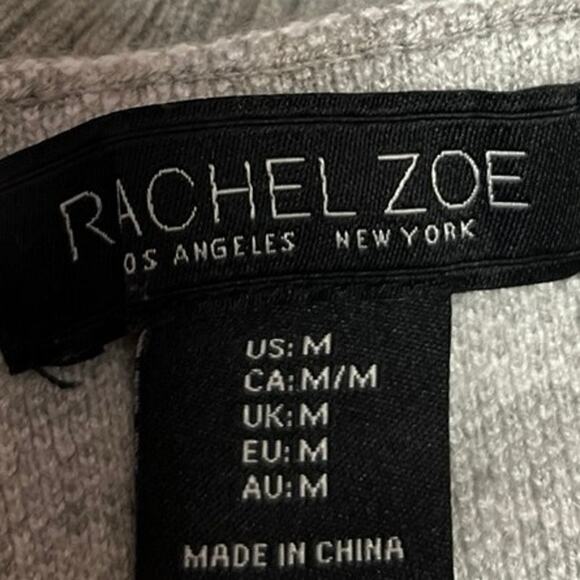 RACHEL ZOE
OS ANGELES NEW YORK
US: M
CA: M/M
UK: M
EU: M
AU: M
MADE IN CHINA